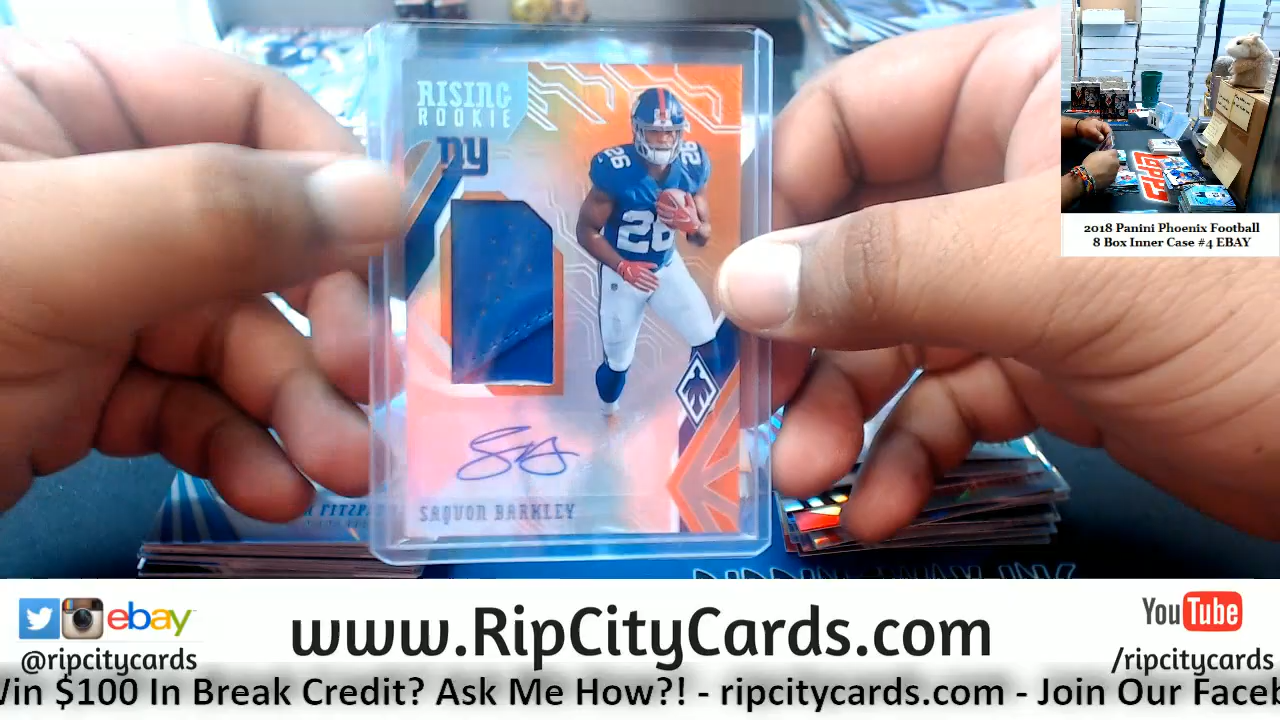 RISING
ROOKIE
NY
26
26
26
SAQUON BARKLEY
2018 Panini Phoenix Football
8 Box Inner Case #4 EBAY
ebay
www.RipCityCards.com
YouTube
@ripcitycards
/ripcitycards
Win $100 In Break Credit? Ask Me How?! - ripcitycards.com - Join Our Faceb